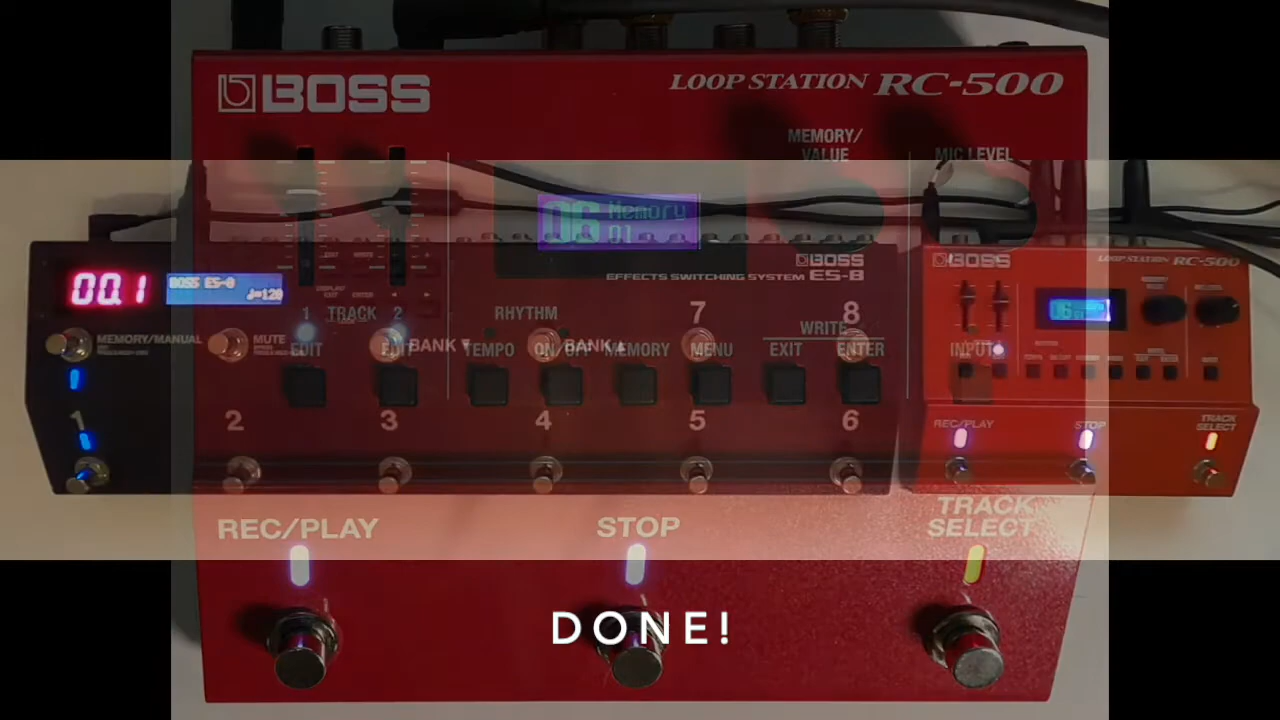 BOSS
LOOP STATION RC-500
MEMORY/
VALUE
MIC LEVEL
06 Memory
01
BOSS
EFFECTS SWITCHING SYSTEM ES-8
BOSS
LOOP STATION RC-500
00.1
BOSS ES-8
♩=120
MEMORY/MANUAL
MUTE
1 TRACK 2
EDIT
EDIT
BANK ▼
RHYTHM
TEMPO
ON/OFF
BANK ▲
MEMORY
7
MENU
WRITE
8
EXIT
ENTER
INPUT
1
2
3
4
5
6
REC/PLAY
STOP
TRACK
SELECT
REC/PLAY
STOP
TRACK
SELECT
DONE!